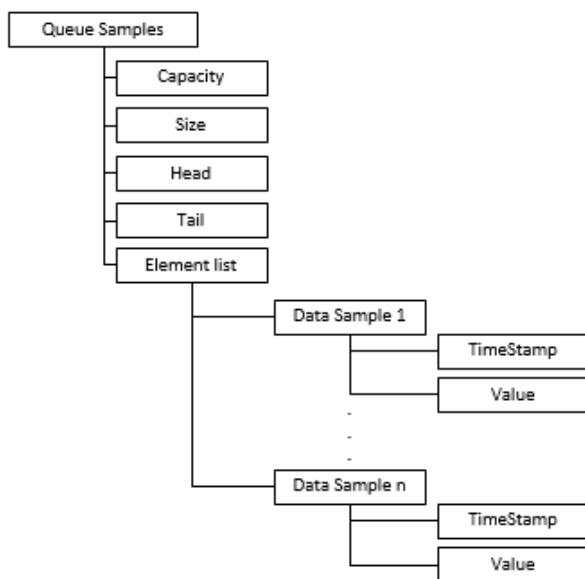 Queue Samples
Capacity
Size
Head
Tail
Element list
Data Sample 1
TimeStamp
Value
Data Sample n
TimeStamp
Value